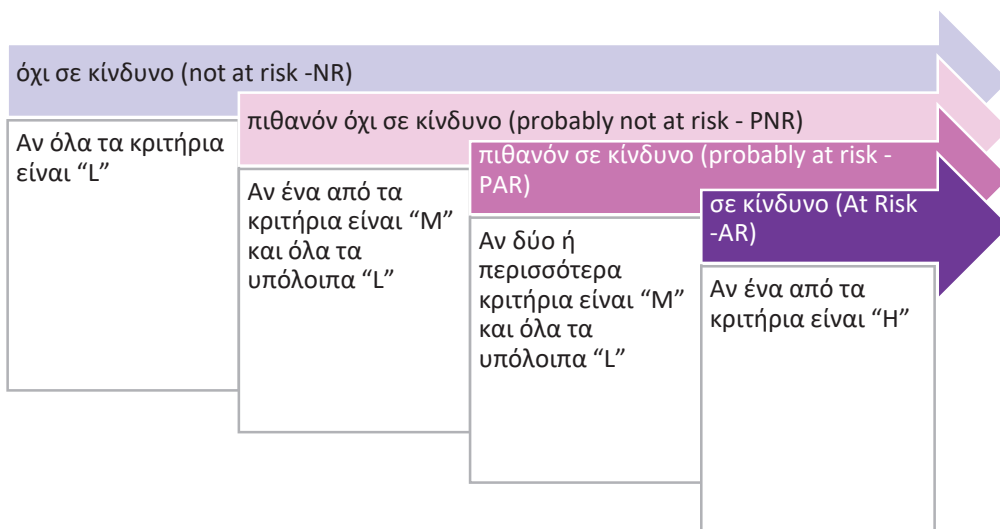 όχι σε κίνδυνο (not at risk -NR)
Αν όλα τα κριτήρια
είναι “L”
πιθανόν όχι σε κίνδυνο (probably not at risk - PNR)
Αν ένα από τα
κριτήρια είναι “M”
και όλα τα
υπόλοιπα “L”
πιθανόν σε κίνδυνο (probably at risk -
PAR)
Αν δύο ή
περισσότερα
κριτήρια είναι “M”
και όλα τα
υπόλοιπα “L”
σε κίνδυνο (At Risk
-AR)
Αν ένα από τα
κριτήρια είναι “H”